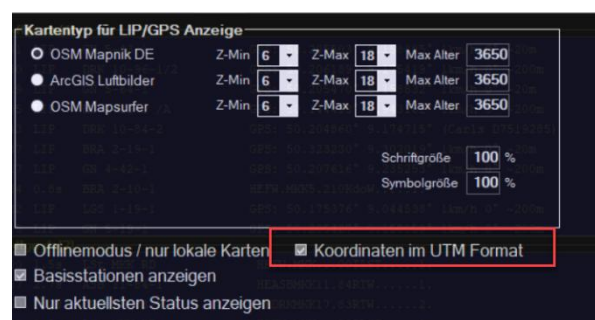 Kartentyp für LIP/GPS Anzeige
OSM Mapnik DE Z-Min 6 Z-Max 18 Max Alter 3650
ArcGIS Luftbilder Z-Min 6 Z-Max 18 Max Alter 3650
OSM Mapsurfer Z-Min 6 Z-Max 18 Max Alter 3650
Schriftgröße 100 %
Symbolgröße 100 %
Offlinemodus / nur lokale Karten Koordinaten im UTM Format
Basisstationen anzeigen
Nur aktuellsten Status anzeigen